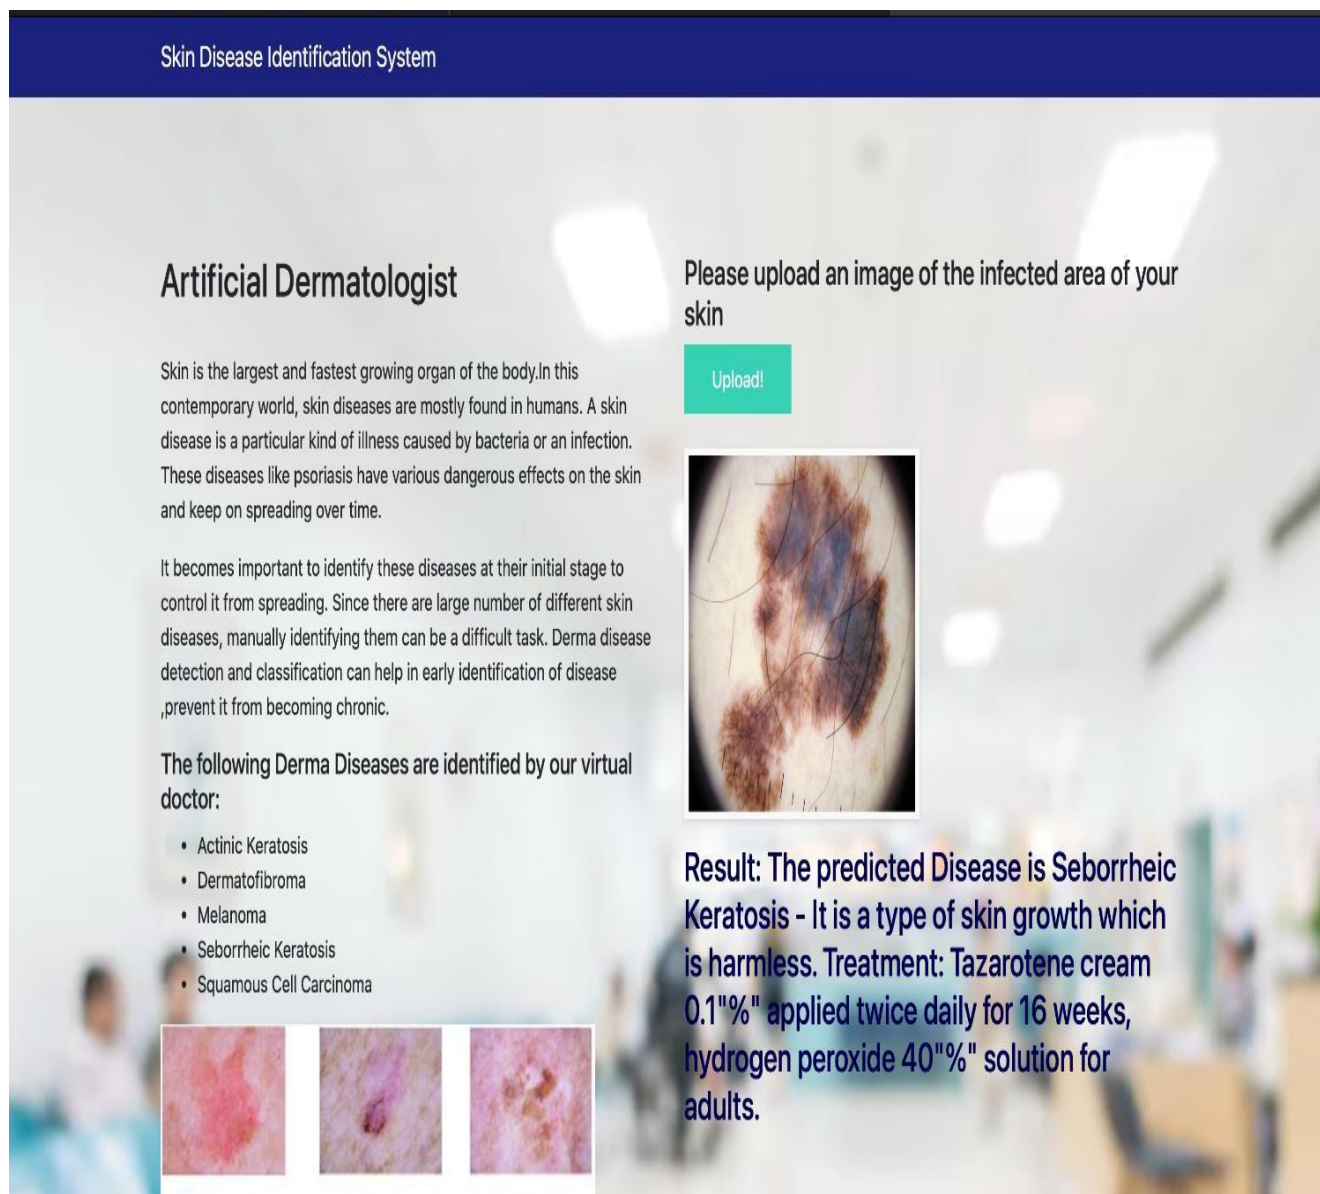 Skin Disease Identification System
Artificial Dermatologist
Skin is the largest and fastest growing organ of the body.In this
contemporary world, skin diseases are mostly found in humans. A skin
disease is a particular kind of illness caused by bacteria or an infection.
These diseases like psoriasis have various dangerous effects on the skin
and keep on spreading over time.
It becomes important to identify these diseases at their initial stage to
control it from spreading. Since there are large number of different skin
diseases, manually identifying them can be a difficult task. Derma disease
detection and classification can help in early identification of disease
,prevent it from becoming chronic.
The following Derma Diseases are identified by our virtual
doctor:
• Actinic Keratosis
• Dermatofibroma
• Melanoma
• Seborrheic Keratosis
• Squamous Cell Carcinoma
Please upload an image of the infected area of your
skin
Upload!
Result: The predicted Disease is Seborrheic
Keratosis - It is a type of skin growth which
is harmless. Treatment: Tazarotene cream
0.1"%" applied twice daily for 16 weeks,
hydrogen peroxide 40"%" solution for
adults.